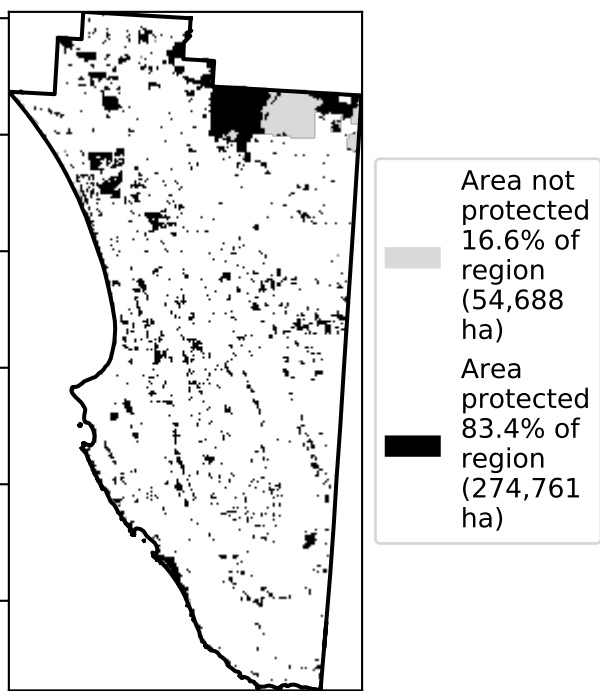 Area not
protected
16.6% of
region
(54,688
ha)
Area
protected
83.4% of
region
(274,761
ha)